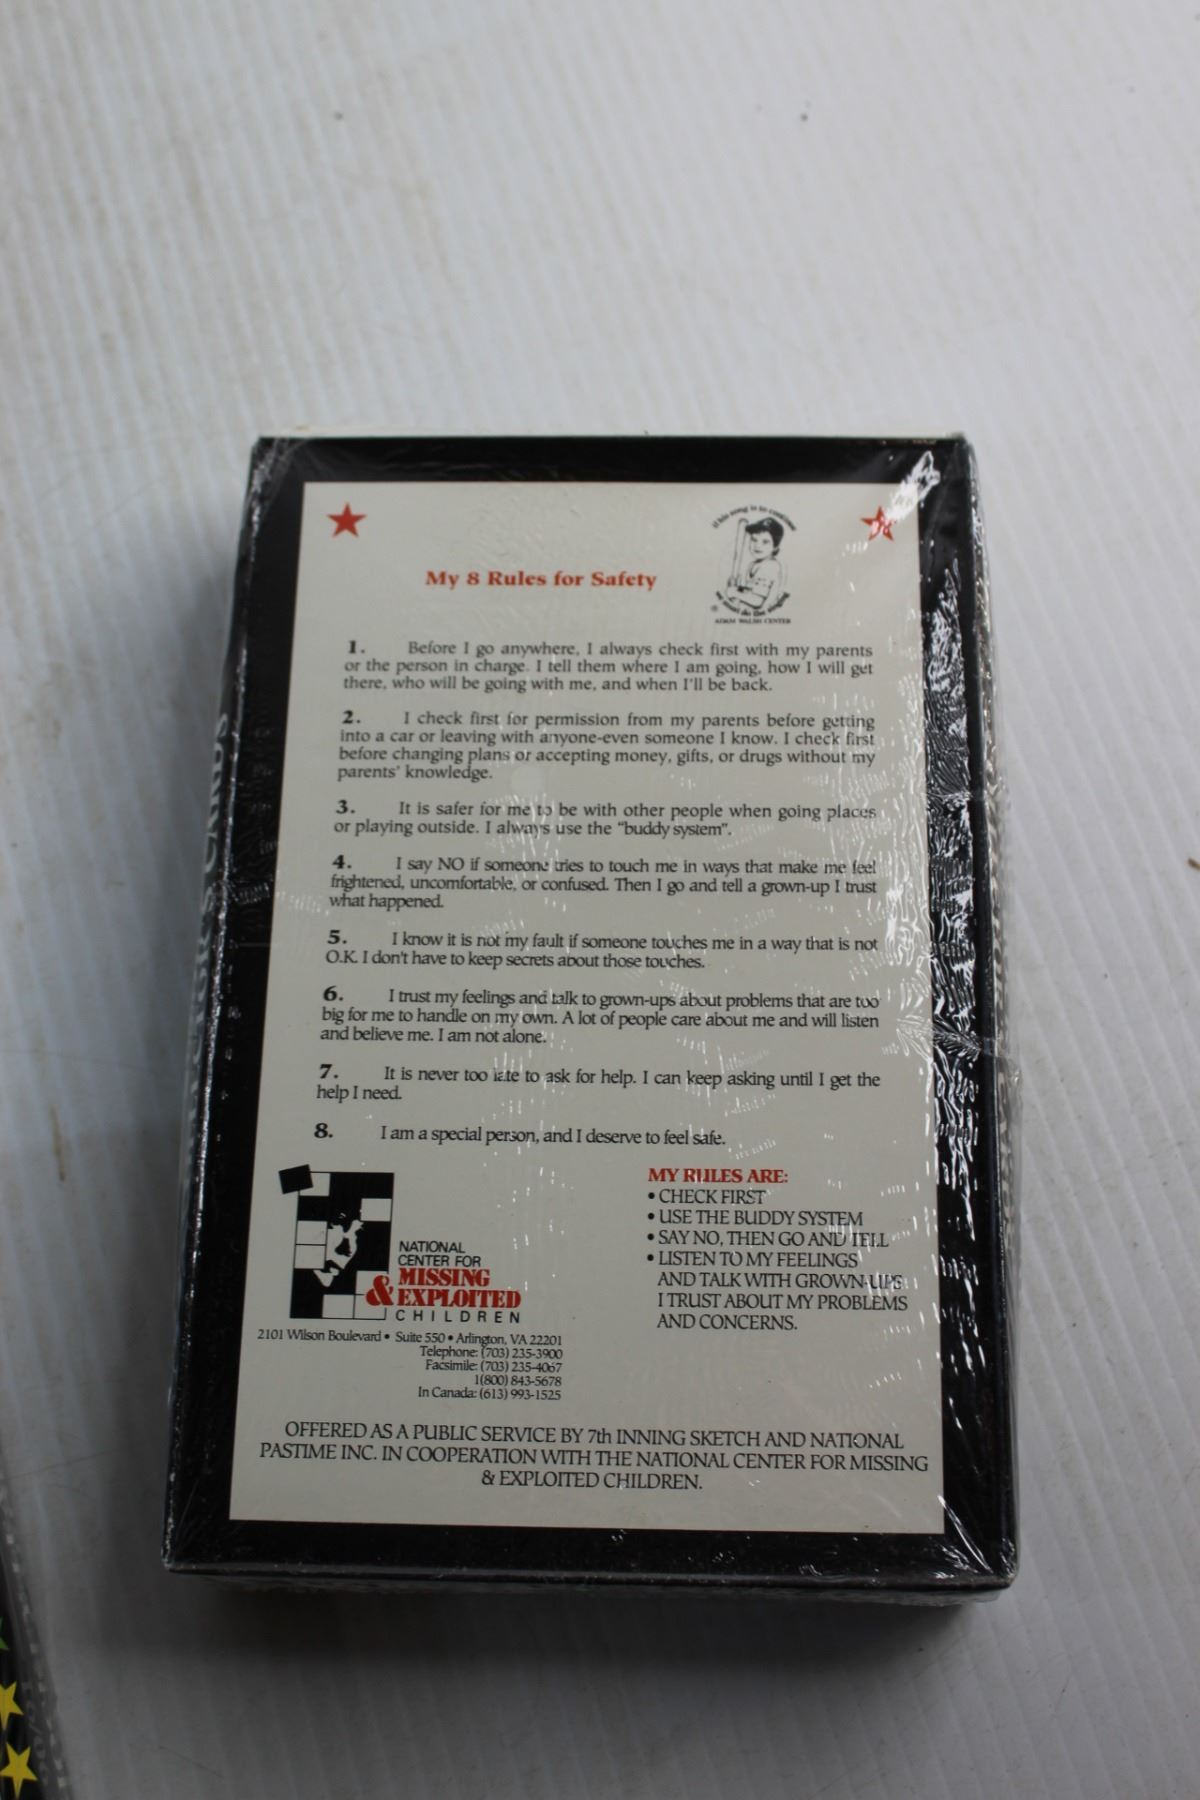 if his song is to continue
we must do the singing
ADAM WALSH CENTER
My 8 Rules for Safety
1. Before I go anywhere, I always check first with my parents
or the person in charge. I tell them where I am going, how I will get
there, who will be going with me, and when I'll be back.
2. I check first for permission from my parents before getting
into a car or leaving with anyone-even someone I know. I check first
before changing plans or accepting money, gifts, or drugs without my
parents' knowledge.
3. It is safer for me to be with other people when going places
or playing outside. I always use the “buddy system”.
4. I say NO if someone tries to touch me in ways that make me feel
frightened, uncomfortable, or confused. Then I go and tell a grown-up I trust
what happened.
5. I know it is not my fault if someone touches me in a way that is not
O.K. I don't have to keep secrets about those touches.
6. I trust my feelings and talk to grown-ups about problems that are too
big for me to handle on my own. A lot of people care about me and will listen
and believe me. I am not alone.
7. It is never too late to ask for help. I can keep asking until I get the
help I need.
8. I am a special person, and I deserve to feel safe.
NATIONAL
CENTER FOR
MISSING
& EXPLOITED
CHILDREN
2101 Wilson Boulevard • Suite 550 • Arlington, VA 22201
Telephone: (703) 235-3900
Facsimile: (703) 235-4067
1(800) 843-5678
In Canada: (613) 993-1525
MY RULES ARE:
• CHECK FIRST
• USE THE BUDDY SYSTEM
• SAY NO, THEN GO AND TELL
• LISTEN TO MY FEELINGS
AND TALK WITH GROWN-UPS
I TRUST ABOUT MY PROBLEMS
AND CONCERNS.
OFFERED AS A PUBLIC SERVICE BY 7th INNING SKETCH AND NATIONAL
PASTIME INC. IN COOPERATION WITH THE NATIONAL CENTER FOR MISSING
& EXPLOITED CHILDREN.
CARDS